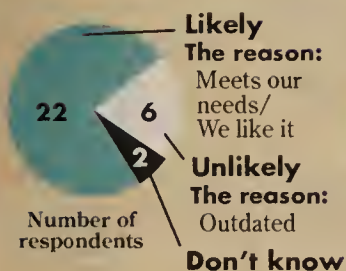 Likely
The reason:
Meets our
needs/
We like it
22
6
2
Unlikely
The reason:
Outdated
Number of
respondents
Don't know